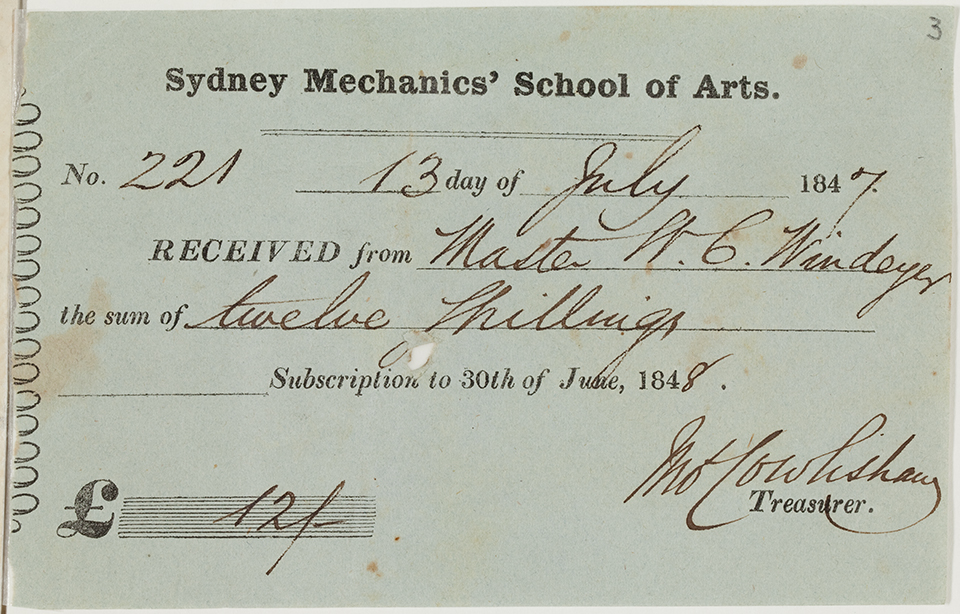 3
Sydney Mechanics' School of Arts.
No. 221 13 day of July 1847.
RECEIVED from Master W. C. Windeyer
the sum of twelve Shillings
Subscription to 30th of June, 1848.
Cowlishaw
Treasurer.
£ 12/-